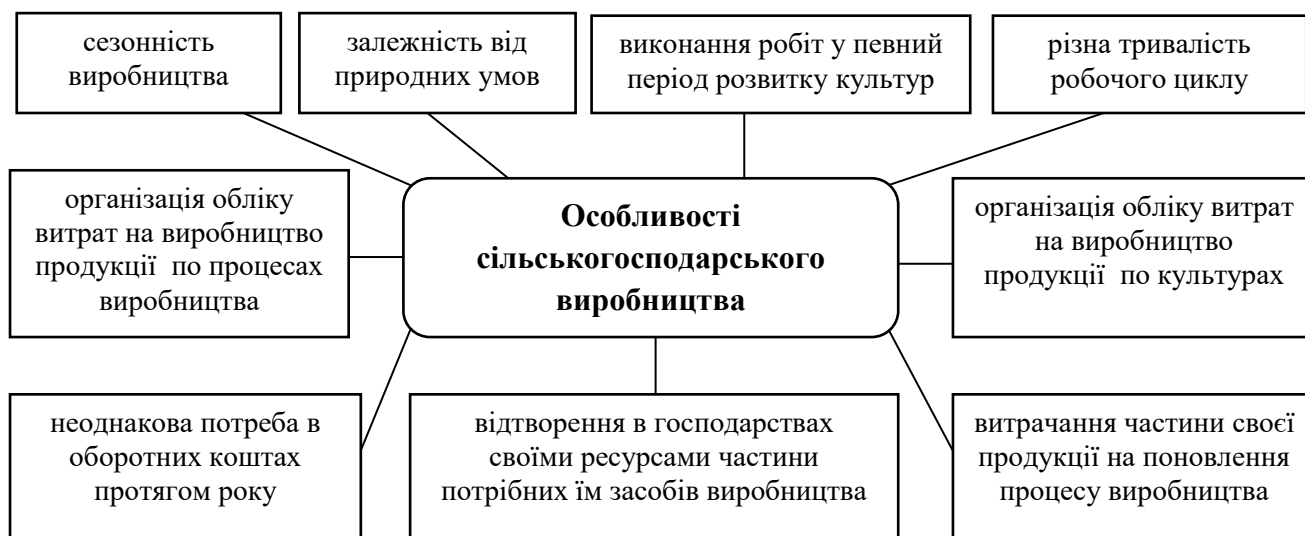 сезонність
виробництва
залежність від
природних умов
виконання робіт у певний
період розвитку культур
різна тривалість
робочого циклу
організація обліку
витрат на виробництво
продукції по процесах
виробництва
Особливості
сільськогосподарського
виробництва
організація обліку витрат
на виробництво
продукції по культурах
неоднакова потреба в
оборотних коштах
протягом року
відтворення в господарствах
своїми ресурсами частини
потрібних їм засобів виробництва
витрачання частини своєї
продукції на поновлення
процесу виробництва